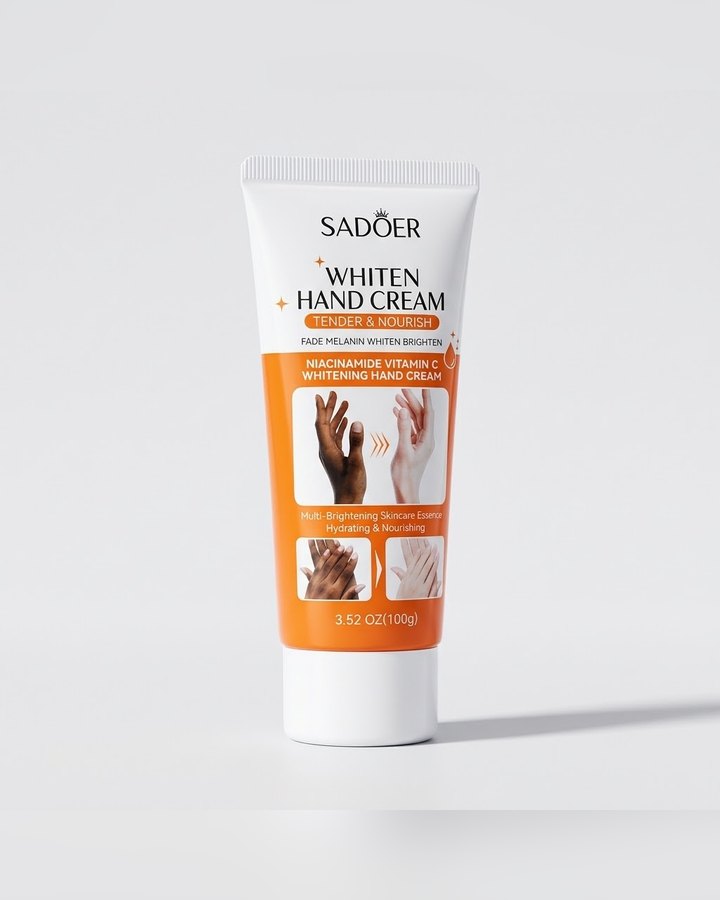 SADOER
WHITEN
HAND CREAM
TENDER & NOURISH
FADE MELANIN WHITEN BRIGHTEN
NIACINAMIDE VITAMIN C
WHITENING HAND CREAM
Multi-Brightening Skincare Essence
Hydrating & Nourishing
3.52 OZ(100g)